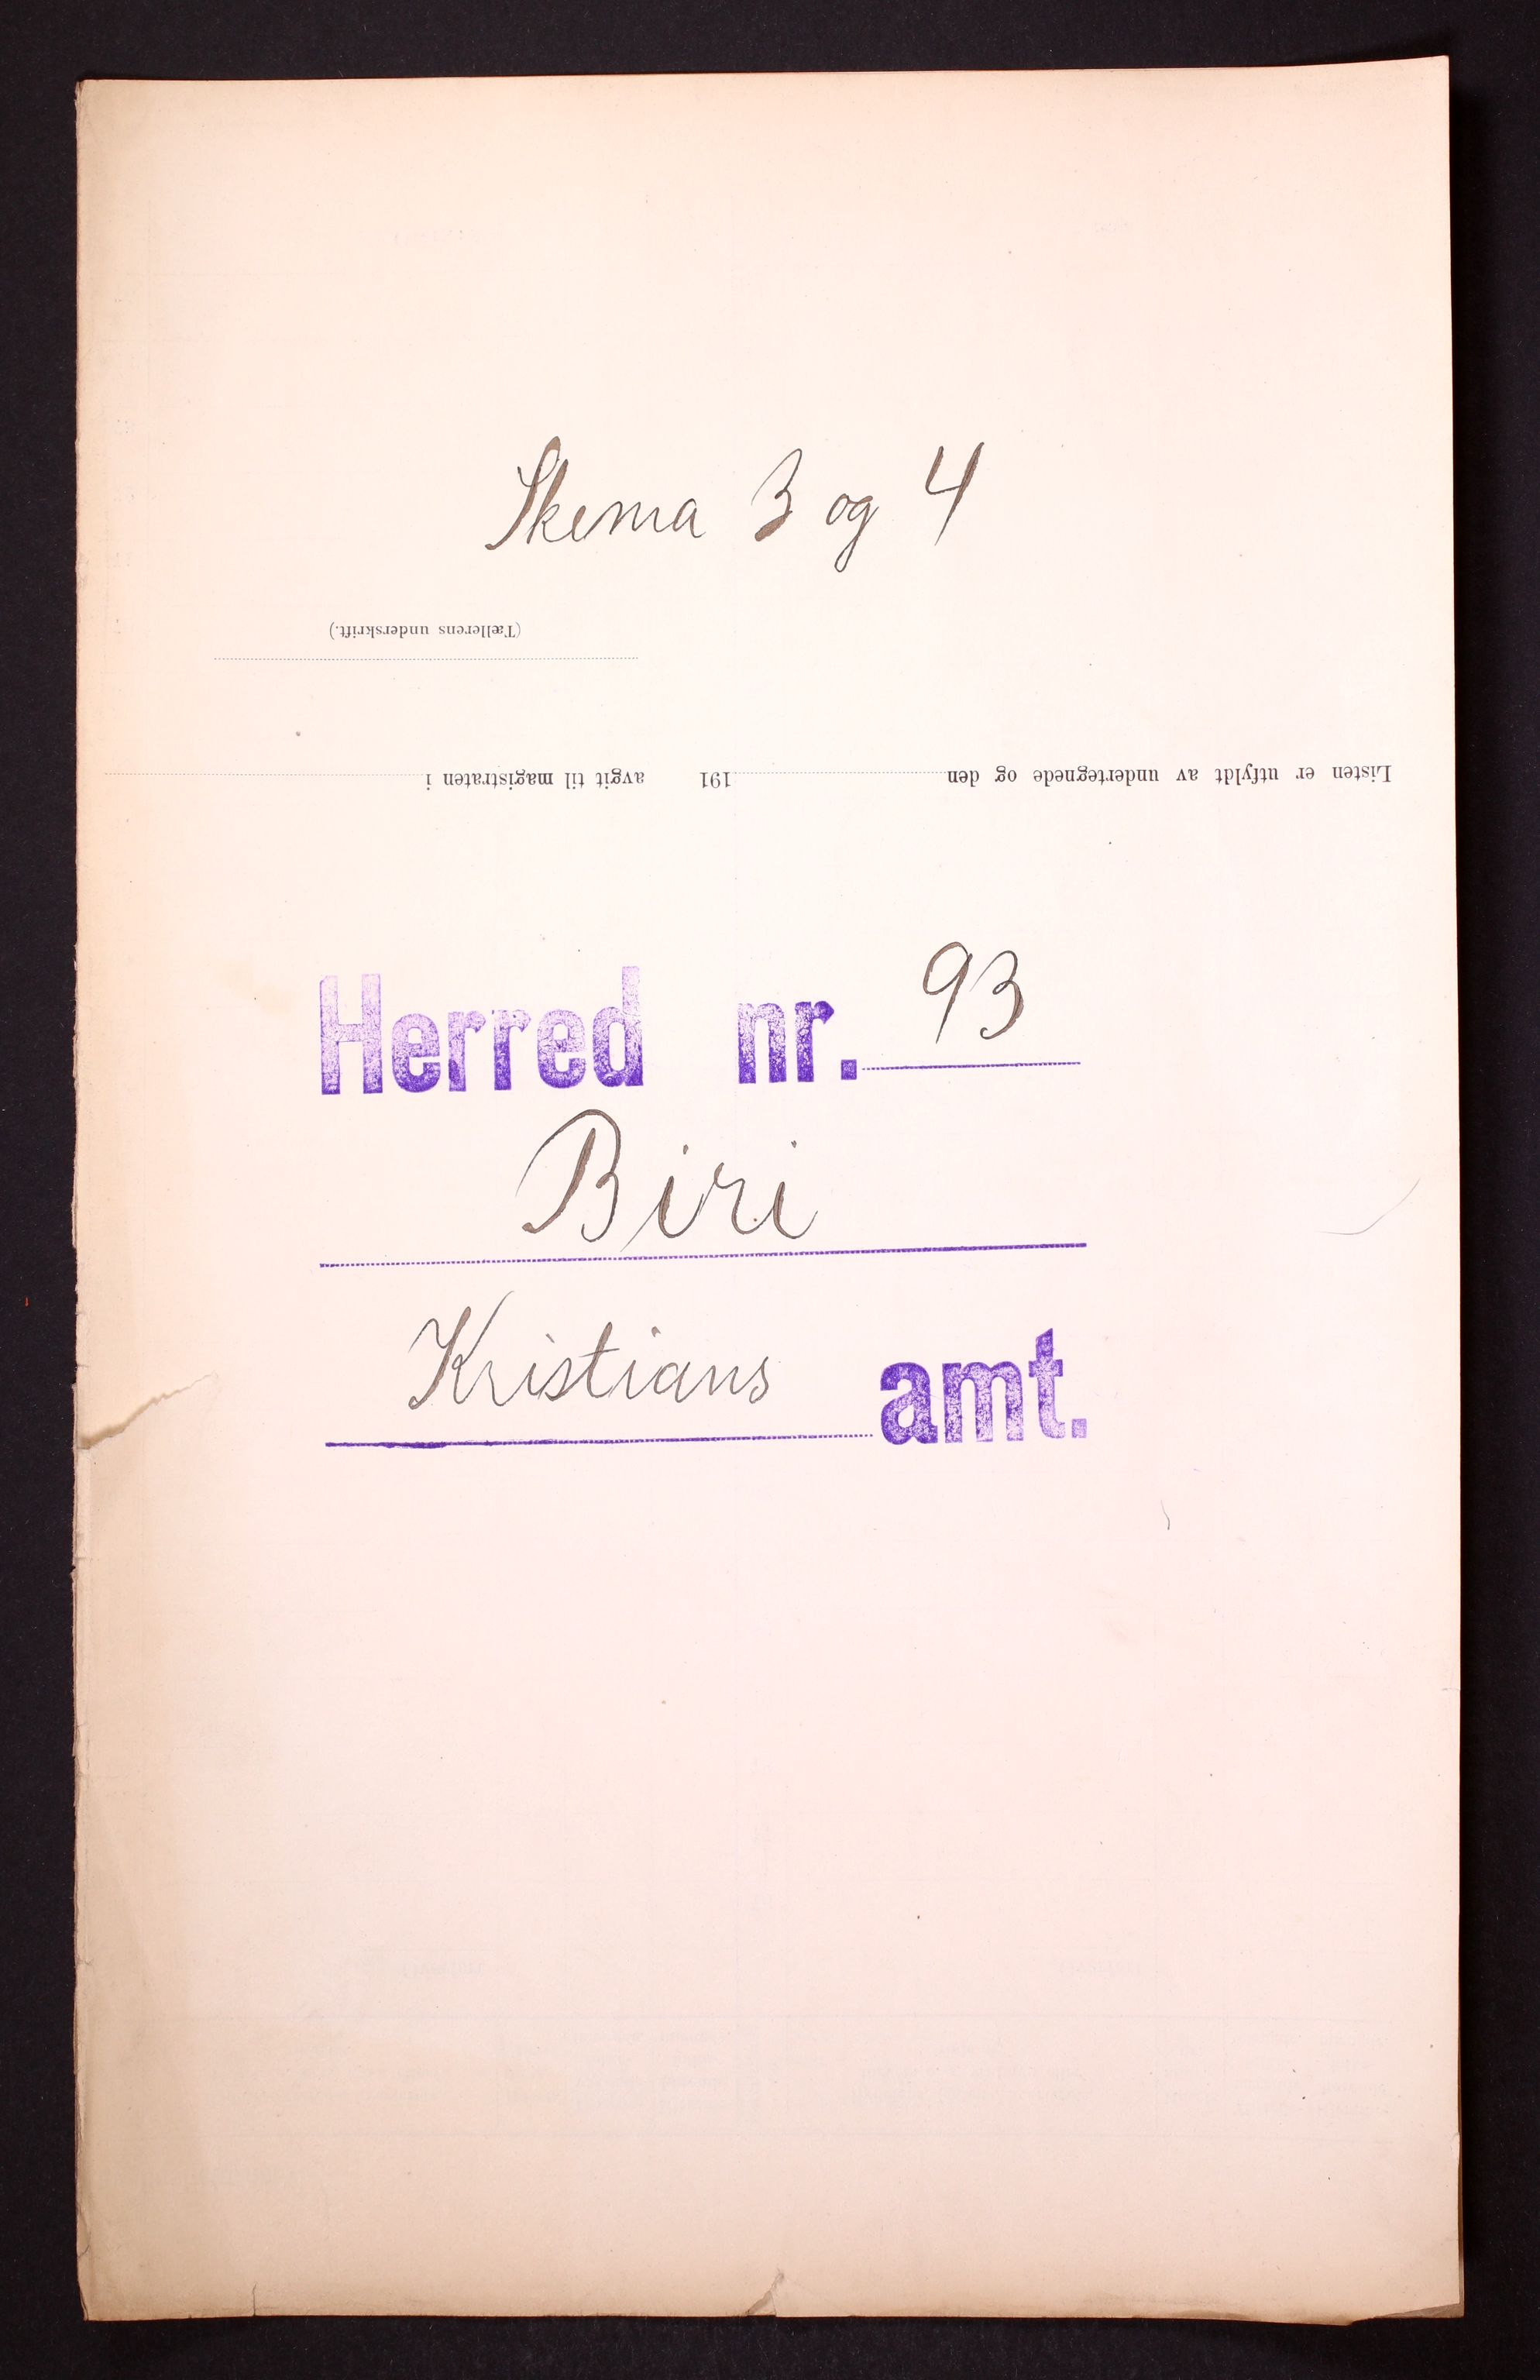 Skema 3 og 4
(Tællerens underskrift.)
Listen er utfyldt av undertegnede og den 191 avgit til magistraten i
Herred nr. 93
Biri
Kristians amt.